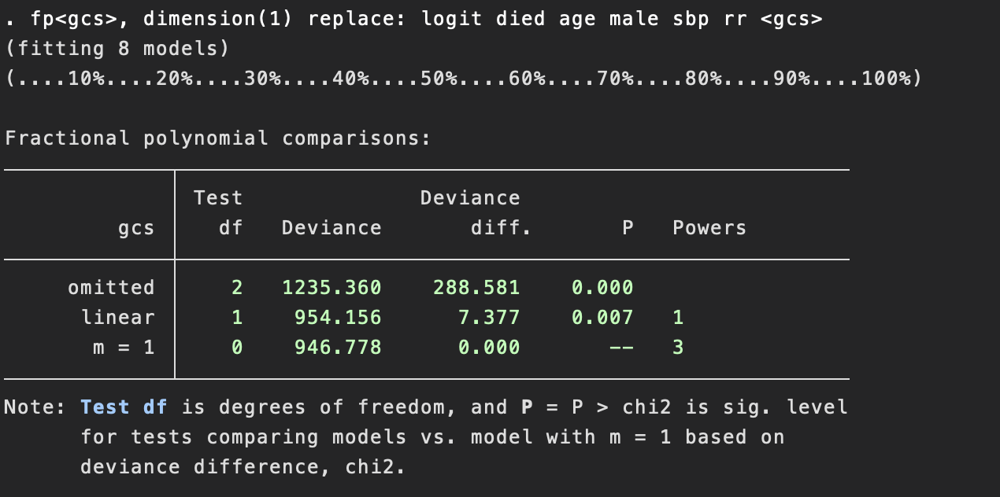 . fp<gcs>, dimension(1) replace: logit died age male sbp rr <gcs>
(fitting 8 models)
(....10%....20%....30%....40%....50%....60%....70%....80%....90%....100%)
Fractional polynomial comparisons:
Test Deviance
gcs df Deviance diff. P Powers
omitted 2 1235.360 288.581 0.000
linear 1 954.156 7.377 0.007 1
m = 1 0 946.778 0.000 -- 3
Note: Test df is degrees of freedom, and P = P > chi2 is sig. level
for tests comparing models vs. model with m = 1 based on
deviance difference, chi2.